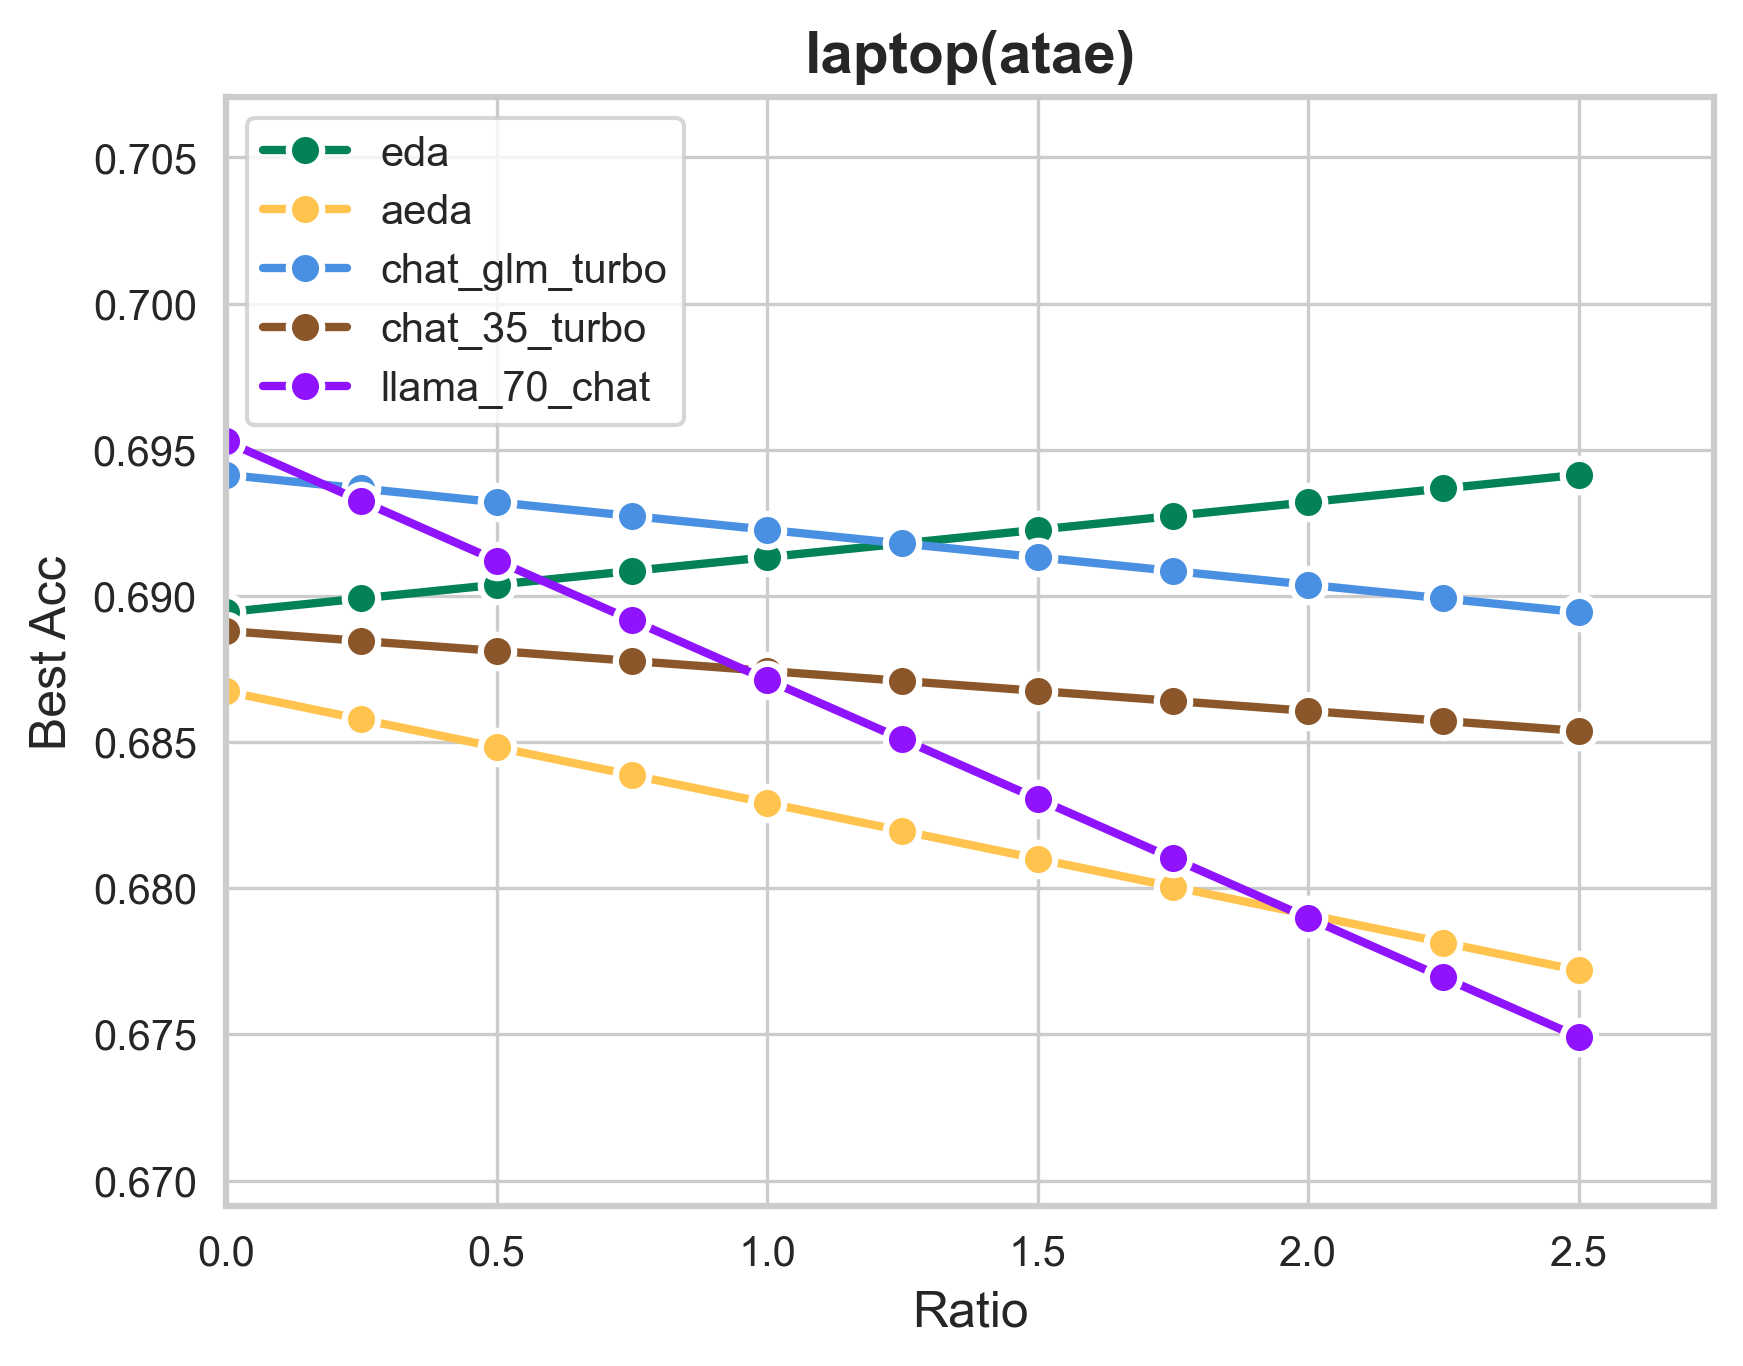 laptop(atae)
eda
aeda
chat_glm_turbo
chat_35_turbo
llama_70_chat
Best Acc
0.705
0.700
0.695
0.690
0.685
0.680
0.675
0.670
0.0 0.5 1.0 1.5 2.0 2.5
Ratio